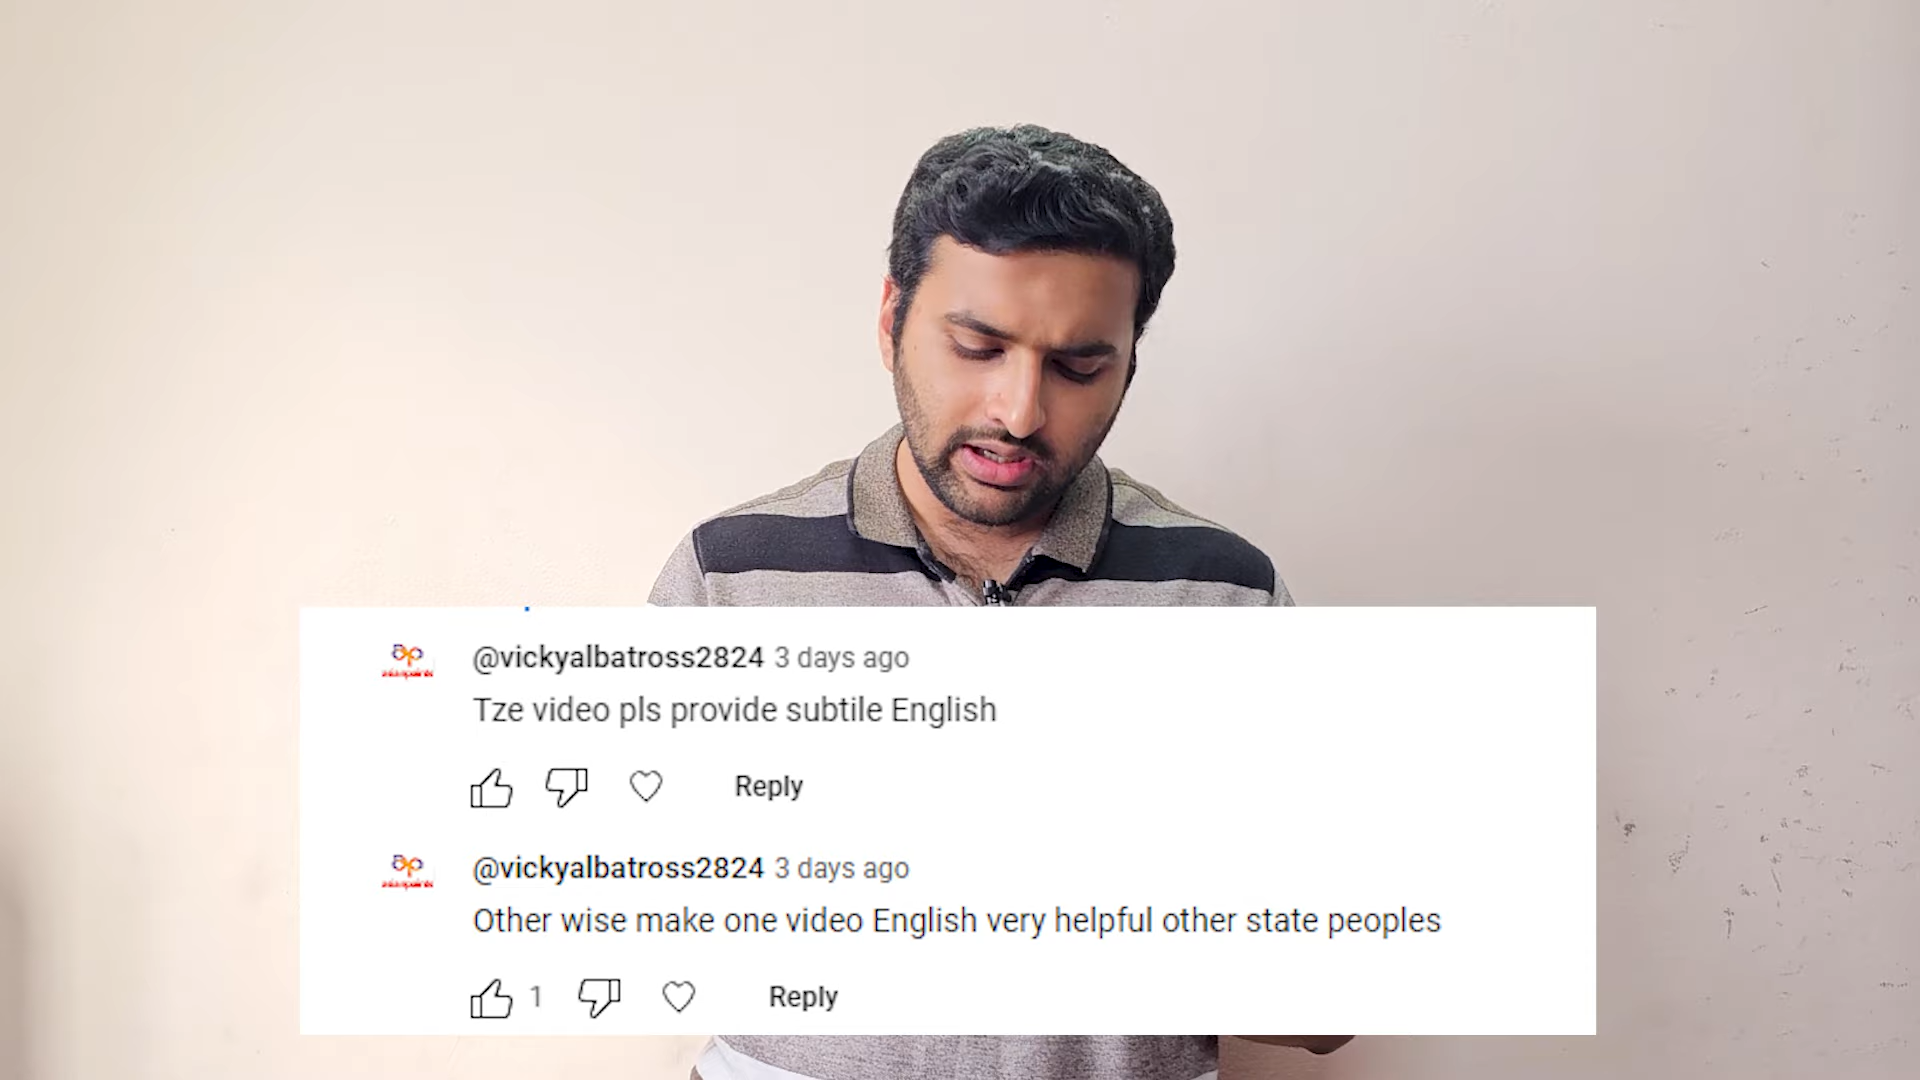 @vickyalbatross2824 3 days ago
Tze video pls provide subtile English
Reply
@vickyalbatross2824 3 days ago
Other wise make one video English very helpful other state peoples
1 Reply